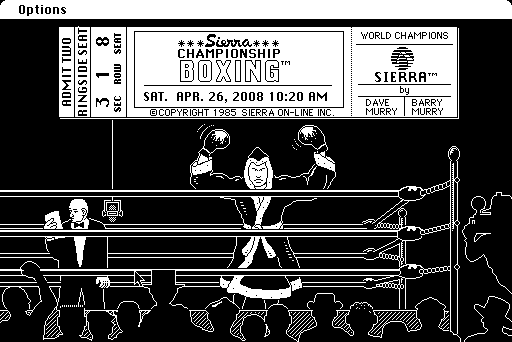 Options
ADMIT TWO
RINGSIDE SEAT
3 1 8
SEC ROW SEAT
***Sierra***
CHAMPIONSHIP
BOXING™
SAT. APR. 26, 2008 10:20 AM
©COPYRIGHT 1985 SIERRA ON-LINE INC.
WORLD CHAMPIONS
SIERRA™
by
DAVE MURRY
BARRY MURRY